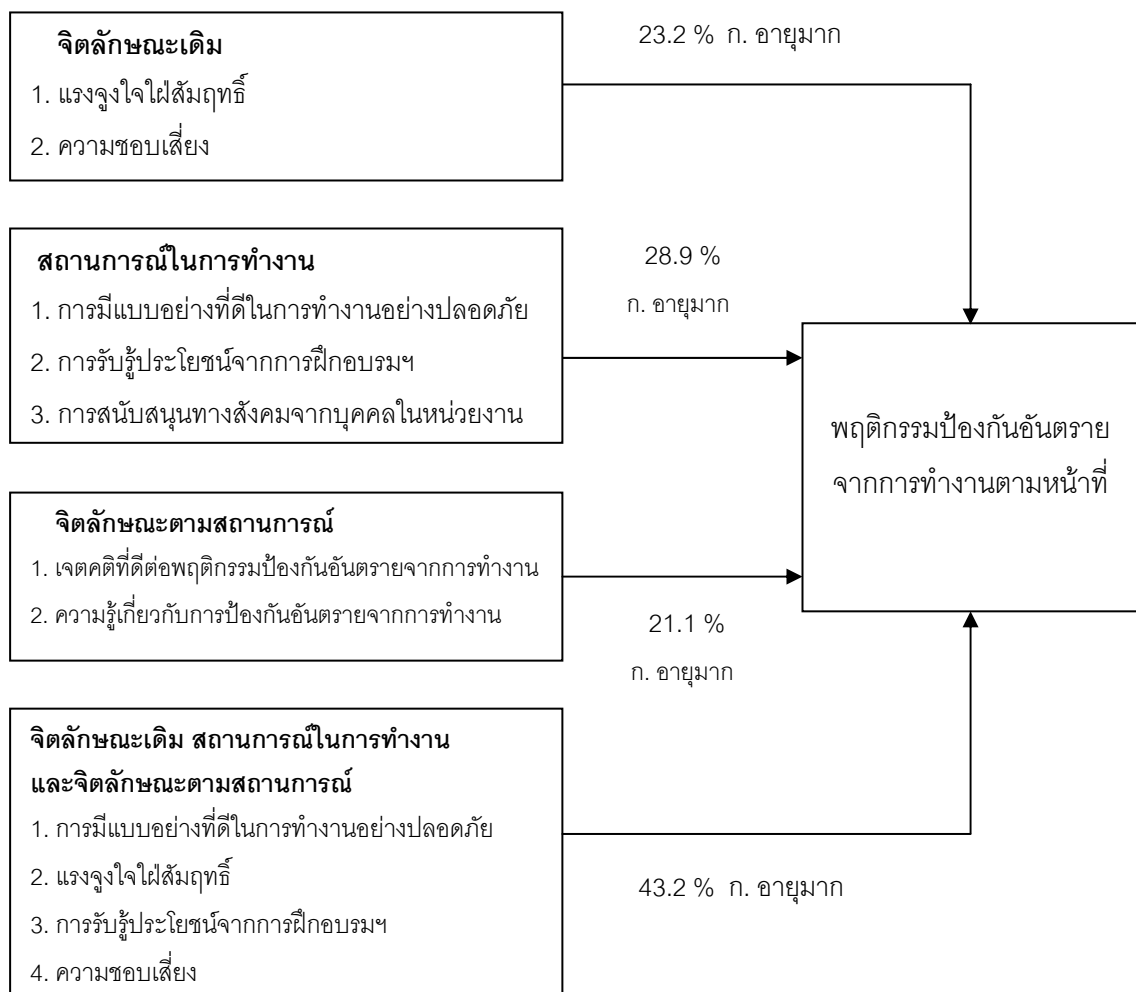 จิตลักษณะเดิม
1. แรงจูงใจใฝ่สัมฤทธิ์
2. ความชอบเสี่ยง
23.2 % ก. อายุมาก
สถานการณ์ในการทำงาน
1. การมีแบบอย่างที่ดีในการทำงานอย่างปลอดภัย
2. การรับรู้ประโยชน์จากการฝึกอบรมฯ
3. การสนับสนุนทางสังคมจากบุคคลในหน่วยงาน
28.9 %
ก. อายุมาก
พฤติกรรมป้องกันอันตราย
จากการทำงานตามหน้าที่
จิตลักษณะตามสถานการณ์
1. เจตคติที่ดีต่อพฤติกรรมป้องกันอันตรายจากการทำงาน
2. ความรู้เกี่ยวกับการป้องกันอันตรายจากการทำงาน
21.1 %
ก. อายุมาก
จิตลักษณะเดิม สถานการณ์ในการทำงาน
และจิตลักษณะตามสถานการณ์
1. การมีแบบอย่างที่ดีในการทำงานอย่างปลอดภัย
2. แรงจูงใจใฝ่สัมฤทธิ์
3. การรับรู้ประโยชน์จากการฝึกอบรมฯ
4. ความชอบเสี่ยง
43.2 % ก. อายุมาก